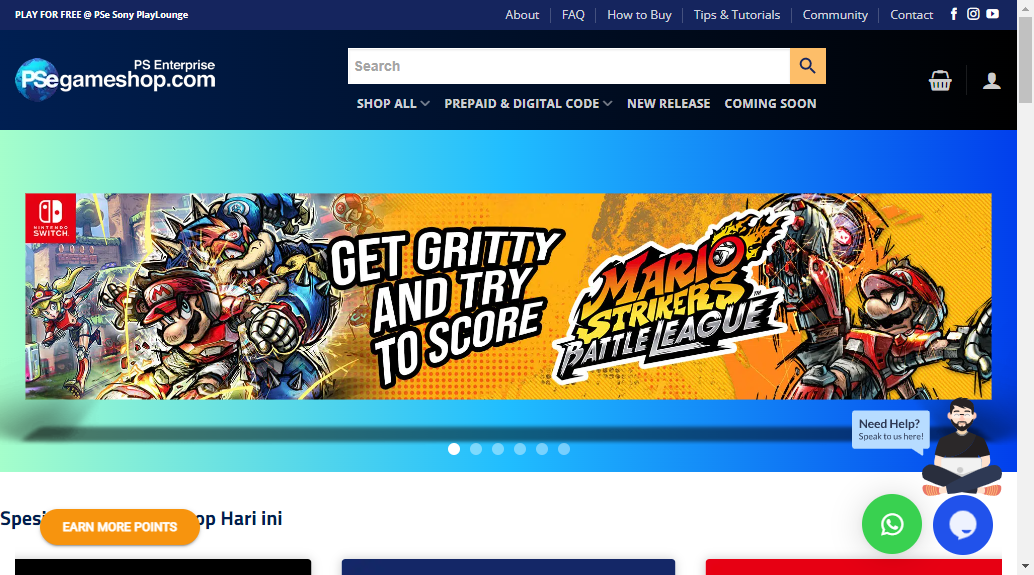 PLAY FOR FREE @ PSe Sony PlayLounge
About
FAQ
How to Buy
Tips & Tutorials
Community
Contact
PS Enterprise
PSegameshop.com
Search
SHOP ALL
PREPAID & DIGITAL CODE
NEW RELEASE
COMING SOON
NINTENDO
SWITCH
GET GRITTY
AND TRY
TO SCORE
MARIO
STRIKERS
BATTLE LEAGUE
Need Help?
Speak to us here!
Hari ini
EARN MORE POINTS